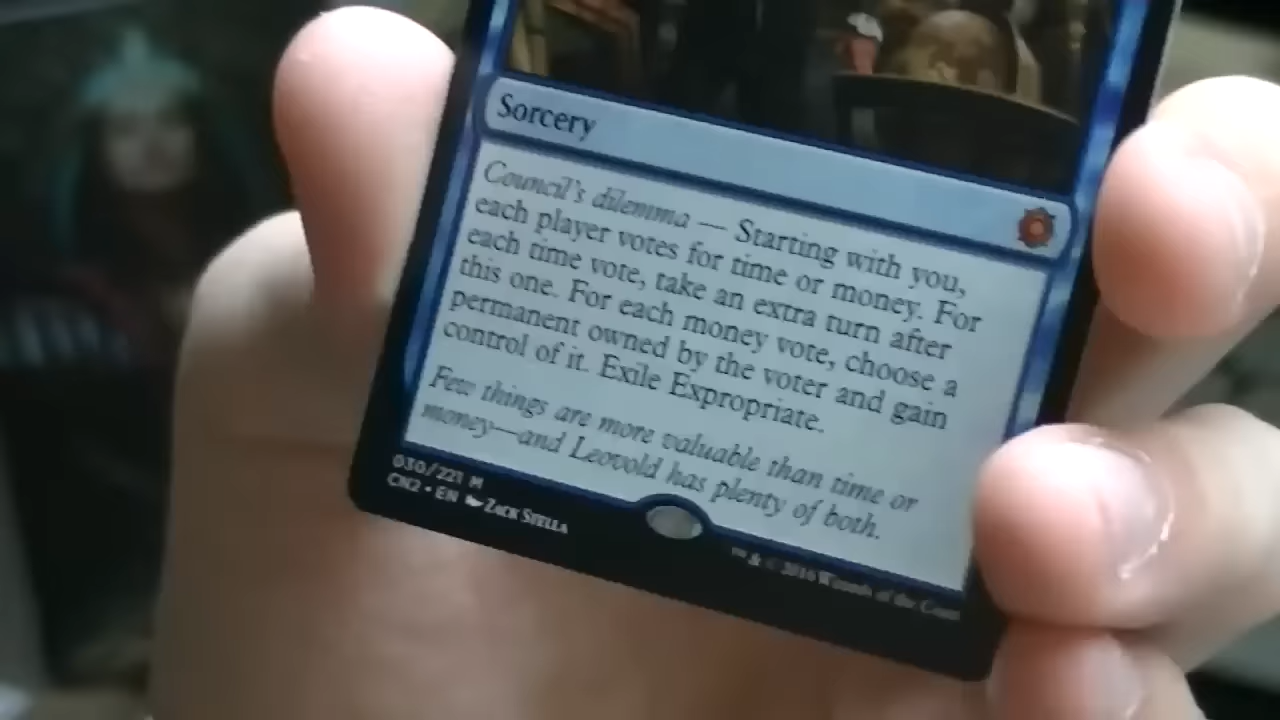 Sorcery
Council's dilemma — Starting with you,
each player votes for time or money. For
each time vote, take an extra turn after
this one. For each money vote, choose a
permanent owned by the voter and gain
control of it. Exile Expropriate.
Few things are more valuable than time or
money—and Leovold has plenty of both.
030/221 M
CN2 • EN Zack Stella
™ & © 2016 Wizards of the Coast